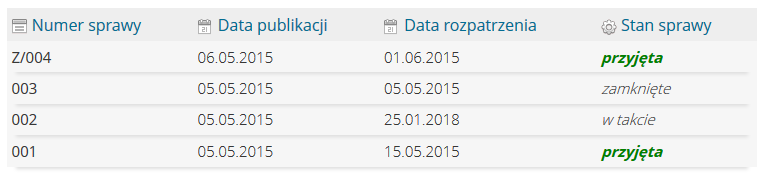 Numer sprawy Data publikacji Data rozpatrzenia Stan sprawy
Z/004 06.05.2015 01.06.2015 przyjęta
003 05.05.2015 05.05.2015 zamknięte
002 05.05.2015 25.01.2018 w takcie
001 05.05.2015 15.05.2015 przyjęta